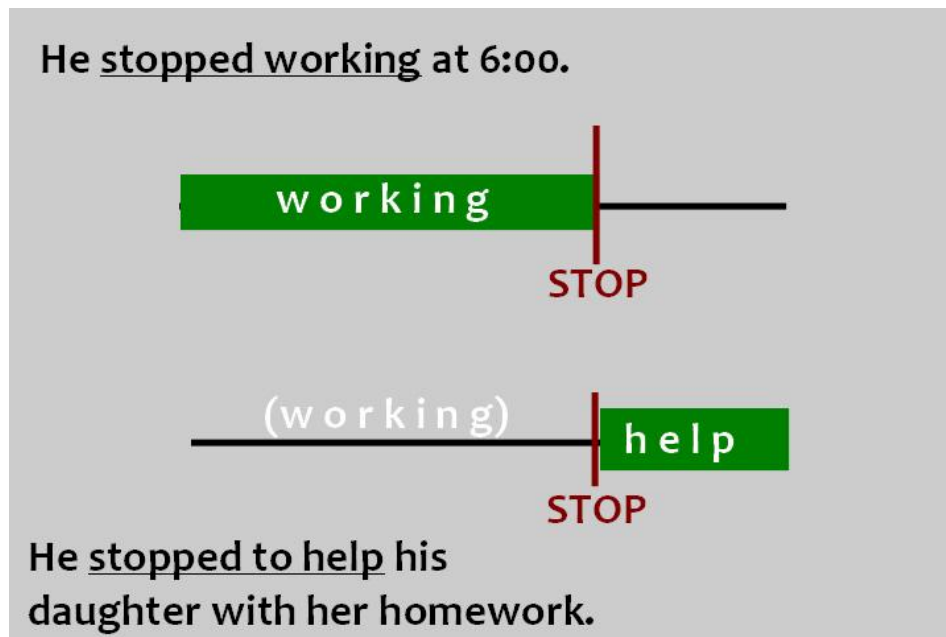 He stopped working at 6:00.
working
STOP
(working)
help
STOP
He stopped to help his
daughter with her homework.